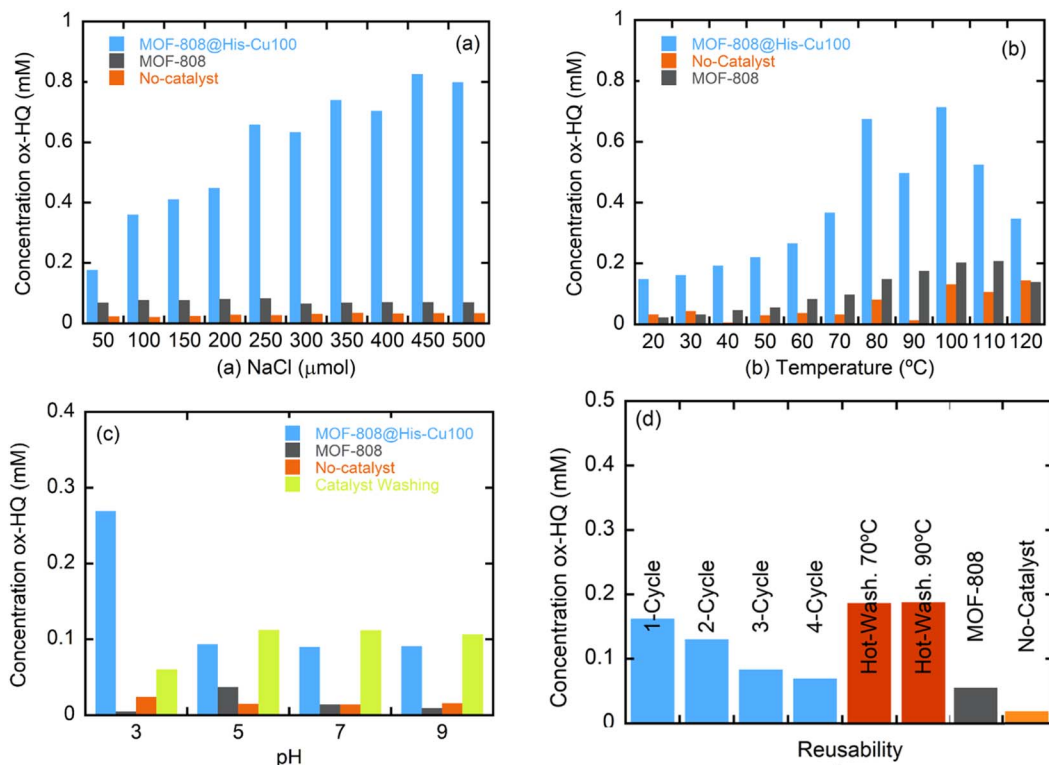 1
0.8
0.6
0.4
0.2
0
Concentration ox-HQ (mM)
MOF-808@His-Cu100
MOF-808
No-catalyst
(a)
50 100 150 200 250 300 350 400 450 500
(a) NaCl (μmol)
1
0.8
0.6
0.4
0.2
0
Concentration ox-HQ (mM)
MOF-808@His-Cu100
No-Catalyst
MOF-808
(b)
20 30 40 50 60 70 80 90 100 110 120
(b) Temperature (ºC)
0.4
0.3
0.2
0.1
0
Concentration ox-HQ (mM)
(c)
MOF-808@His-Cu100
MOF-808
No-catalyst
Catalyst Washing
3 5 7 9
pH
0.5
0.4
0.3
0.2
0.1
0
Concentration ox-HQ (mM)
(d)
1-Cycle
2-Cycle
3-Cycle
4-Cycle
Hot-Wash. 70ºC
Hot-Wash. 90ºC
MOF-808
No-Catalyst
Reusability